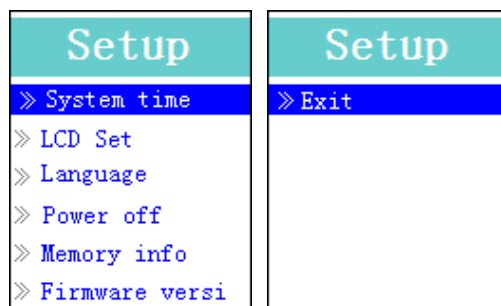 Setup
» System time
» LCD Set
» Language
» Power off
» Memory info
» Firmware versi
Setup
» Exit